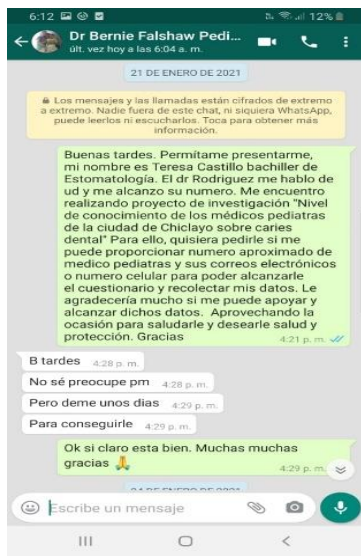 6:12
12%
Dr Bernie Falshaw Pedi...
últ. vez hoy a las 6:04 a. m.
21 DE ENERO DE 2021
Los mensajes y las llamadas están cifrados de extremo
a extremo. Nadie fuera de este chat, ni siquiera WhatsApp,
puede leerlos ni escucharlos. Toca para obtener más
información.
Buenas tardes. Permítame presentarme,
mi nombre es Teresa Castillo bachiller de
Estomatología. El dr Rodriguez me hablo de
ud y me alcanzo su numero. Me encuentro
realizando proyecto de investigación "Nivel
de conocimiento de los médicos pediatras
de la ciudad de Chiclayo sobre caries
dental" Para ello, quisiera pedirle si me
puede proporcionar numero aproximado de
medico pediatras y sus correos electrónicos
o numero celular para poder alcanzarle
el cuestionario y recolectar mis datos. Le
agradecería mucho si me puede apoyar y
alcanzar dichos datos. Aprovechando la
ocasión para saludarle y desearle salud y
protección. Gracias
4:21 p. m.
B tardes 4:28 p. m.
No sé preocupe pm 4:28 p. m.
Pero deme unos dias 4:29 p. m.
Para conseguirle 4:29 p. m.
Ok si claro esta bien. Muchas muchas
gracias 🙏 4:29 p. m.
24 DE ENERO DE 2021
Escribe un mensaje